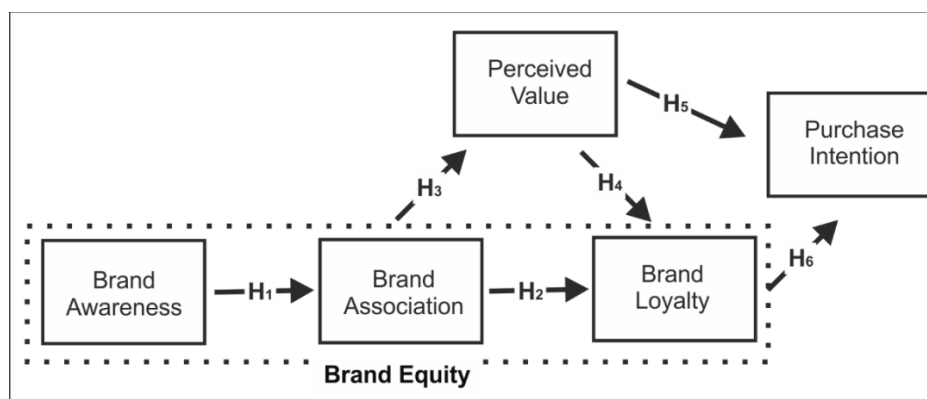 Perceived
Value
H5
Purchase
Intention
H3
H4
Brand
Awareness
H1
Brand
Association
H2
Brand
Loyalty
H6
Brand Equity